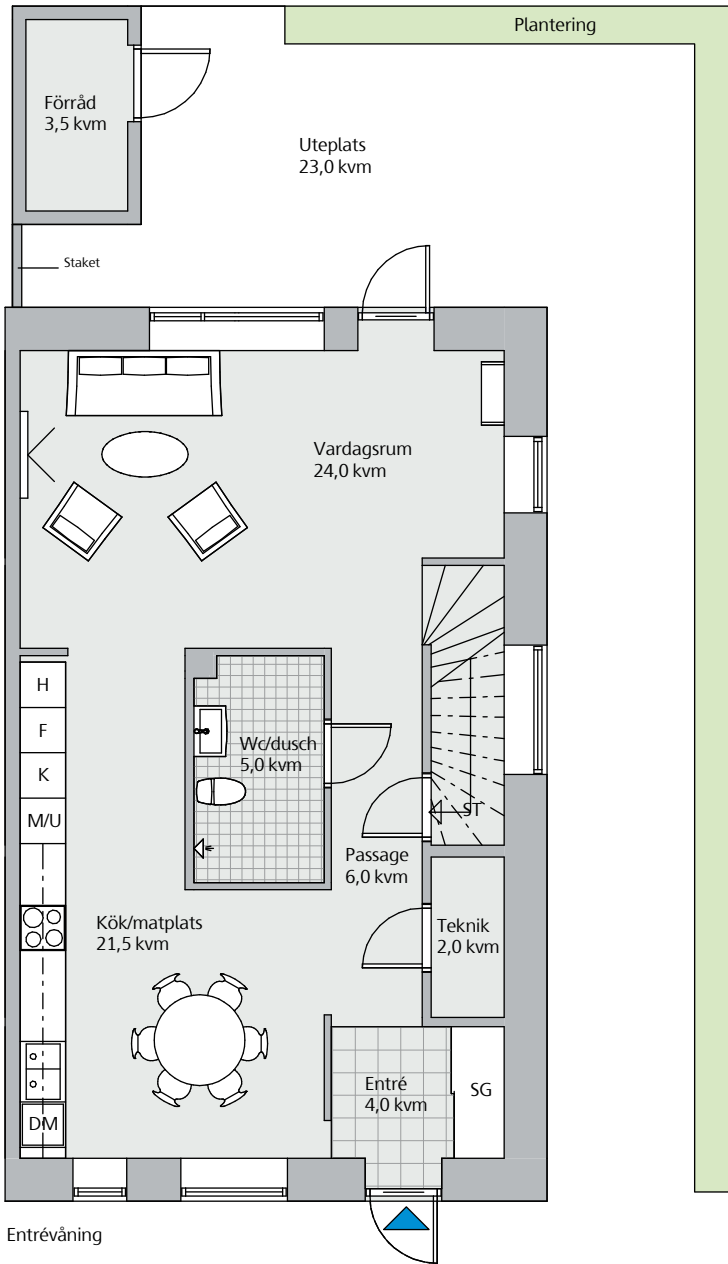 Plantering
Förråd
3,5 kvm
Uteplats
23,0 kvm
Staket
Vardagsrum
24,0 kvm
H
F
K
M/U
Wc/dusch
5,0 kvm
ST
Passage
6,0 kvm
Kök/matplats
21,5 kvm
Teknik
2,0 kvm
Entré
4,0 kvm
SG
DM
Entrévåning